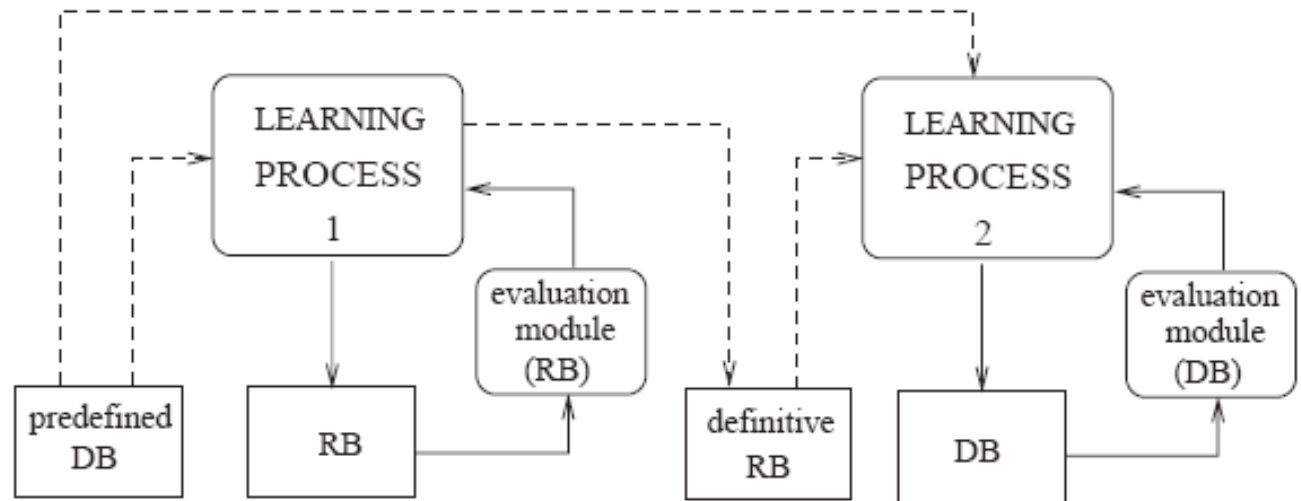 LEARNING
PROCESS
1
LEARNING
PROCESS
2
evaluation
module
(RB)
evaluation
module
(DB)
predefined
DB
RB
definitive
RB
DB